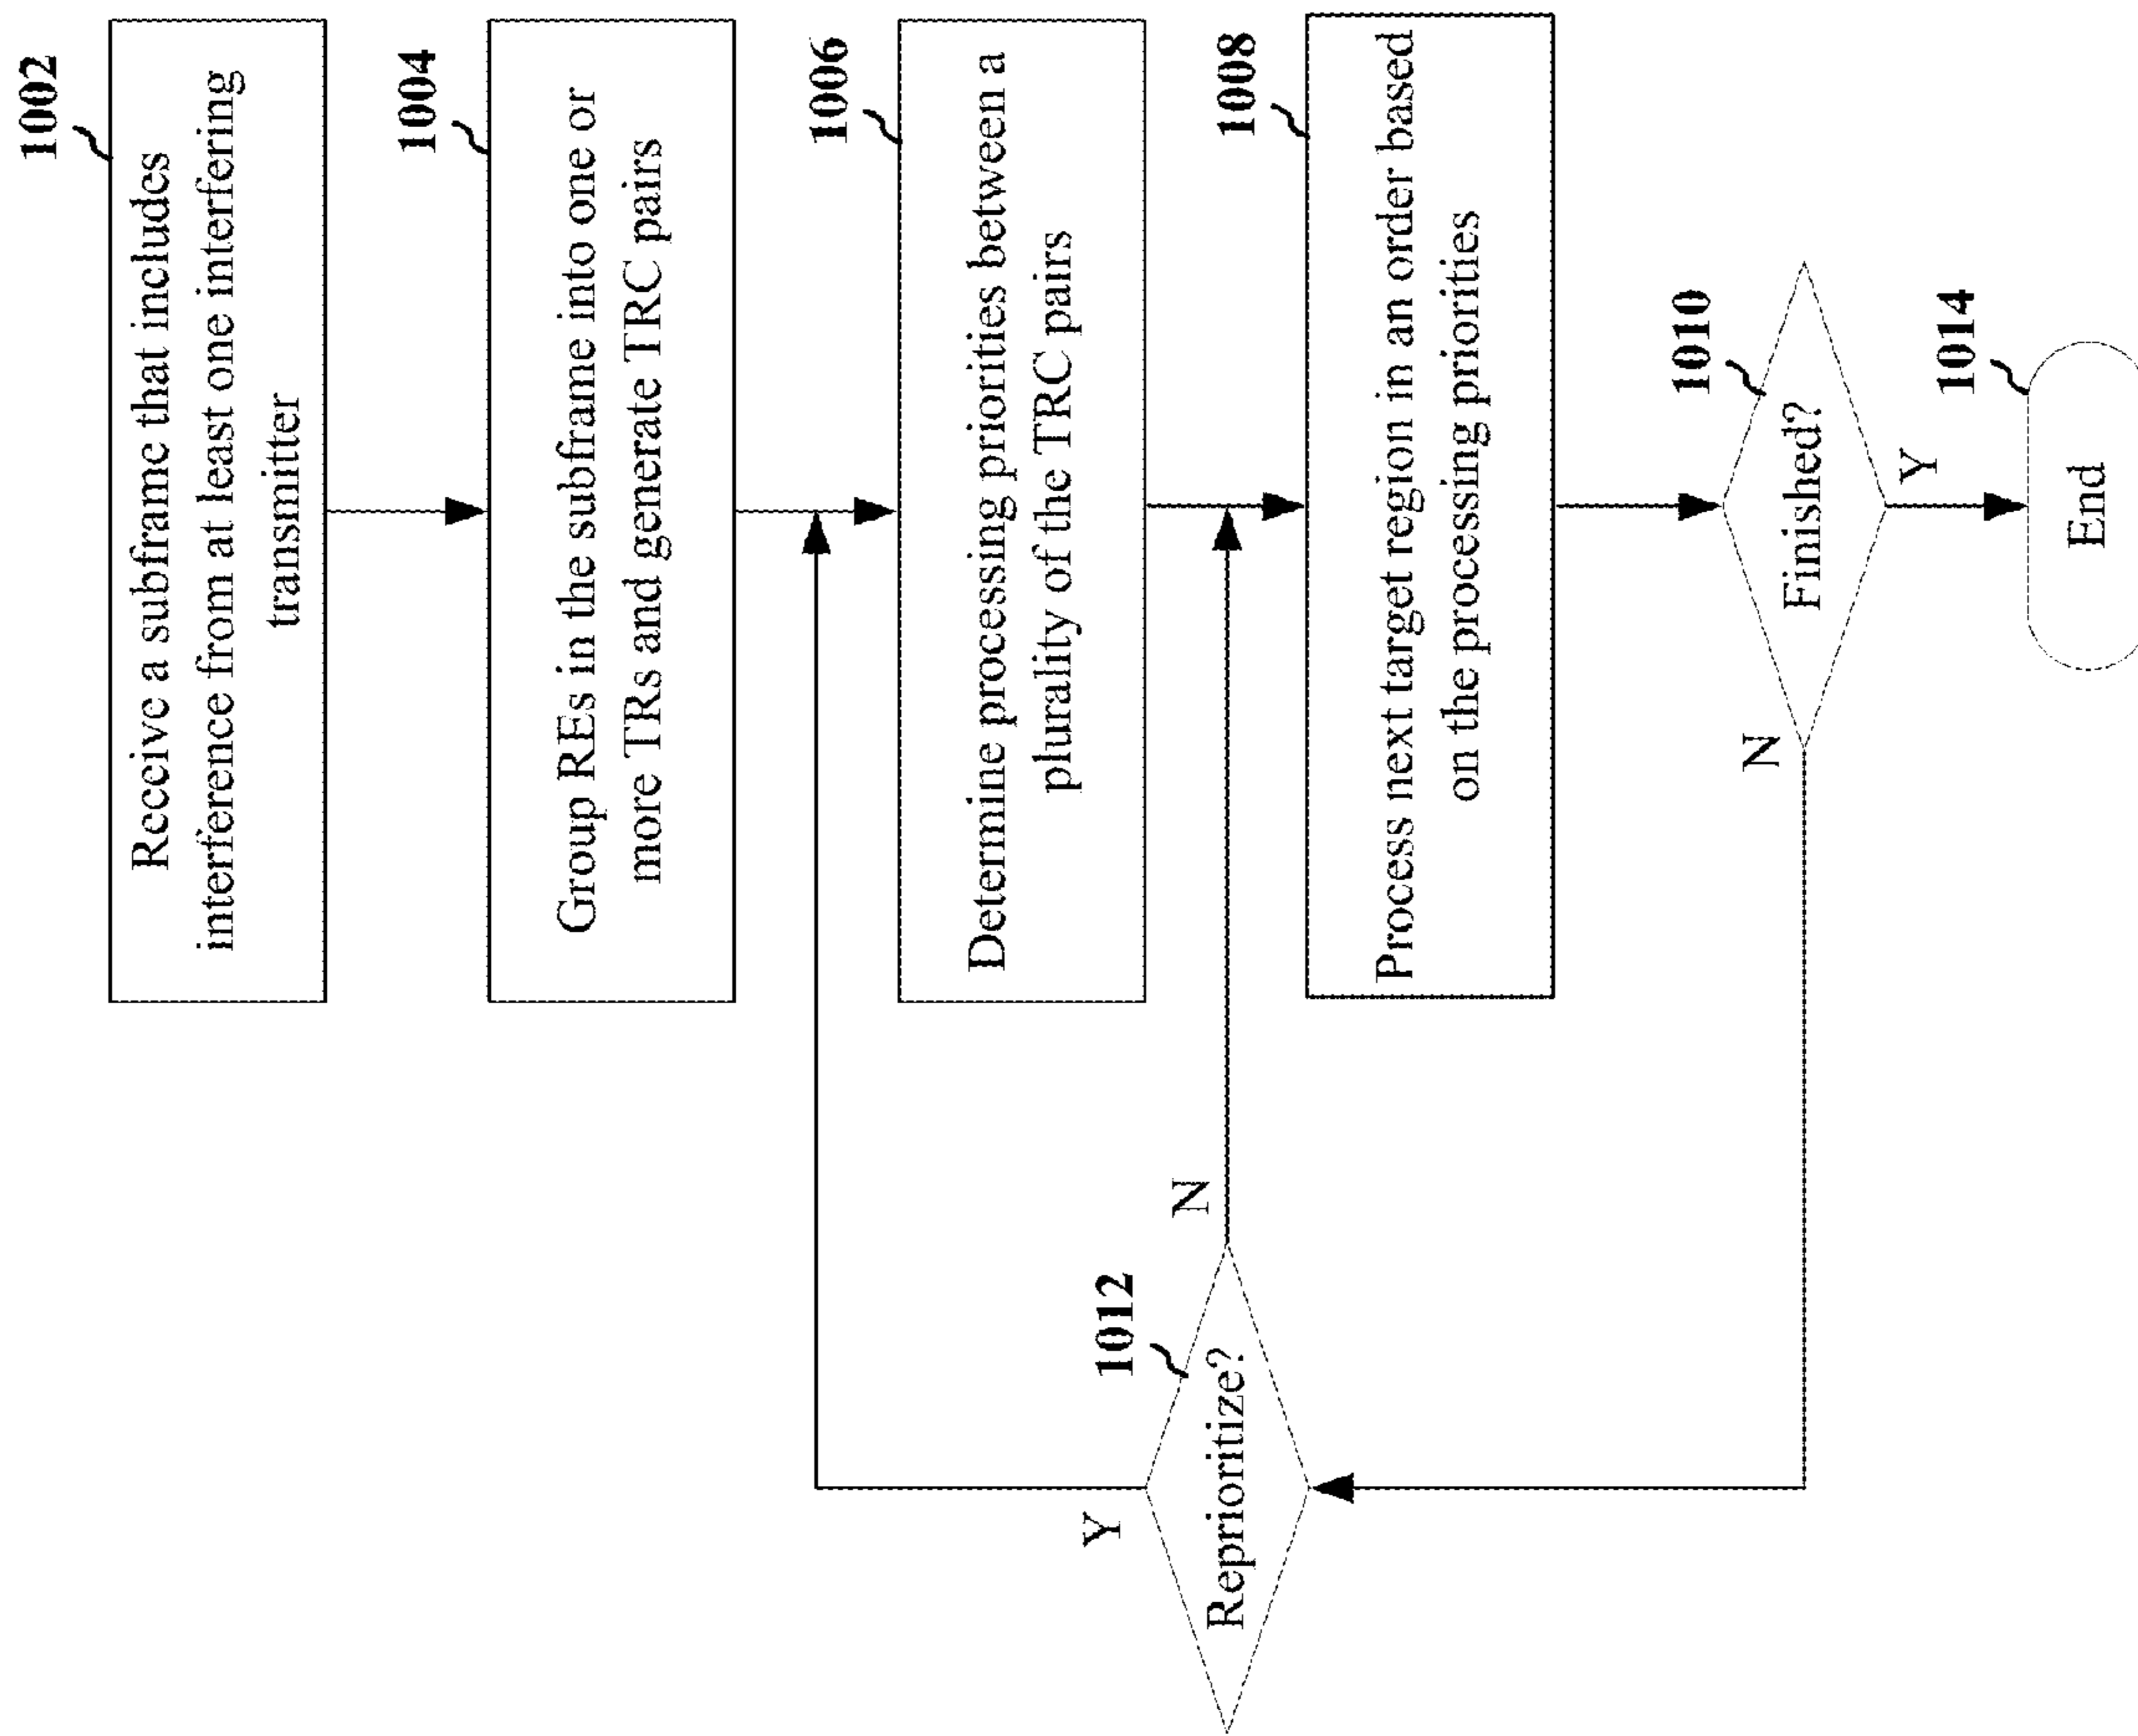 1002
Receive a subframe that includes
interference from at least one interfering
transmitter
1004
Group REs in the subframe into one or
more TRs and generate TRC pairs
1006
Determine processing priorities between a
plurality of the TRC pairs
1008
Process next target region in an order based
on the processing priorities
1010
Finished?
Y
N
1012
Reprioritize?
Y
N
1014
End